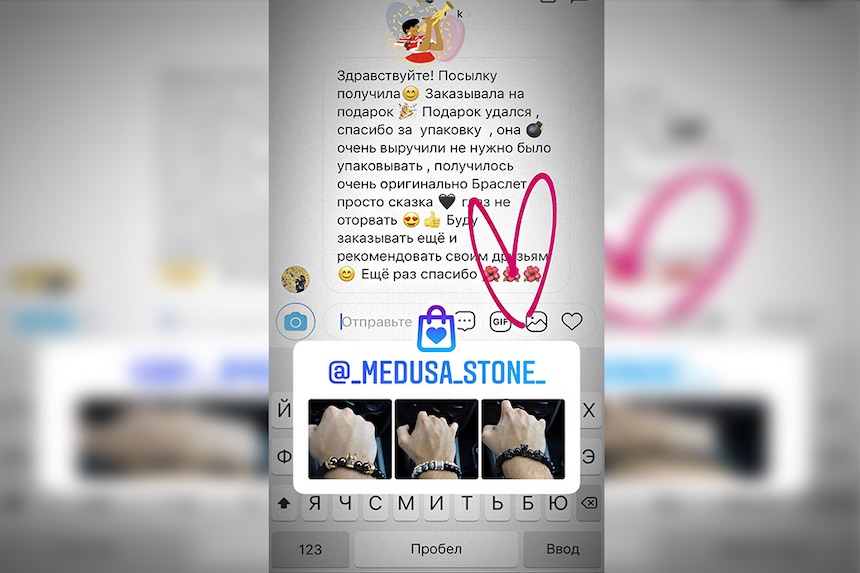 k
Здравствуйте! Посылку
получила😊 Заказывала на
подарок 🎉 Подарок удался ,
спасибо за упаковку , она 💣
очень выручили не нужно было
упаковывать , получилось
очень оригинально Браслет
просто сказка 🖤 глаз не
оторвать 😍👍 Буду
заказывать ещё и
рекомендовать своим друзьям
😊 Ещё раз спасибо 🌺🌺🌺
Отправьте
GIF
@_MEDUSA_STONE_
Й Х
Ф Э
Я Ч С М И Т Ь Б Ю
123 Пробел Ввод